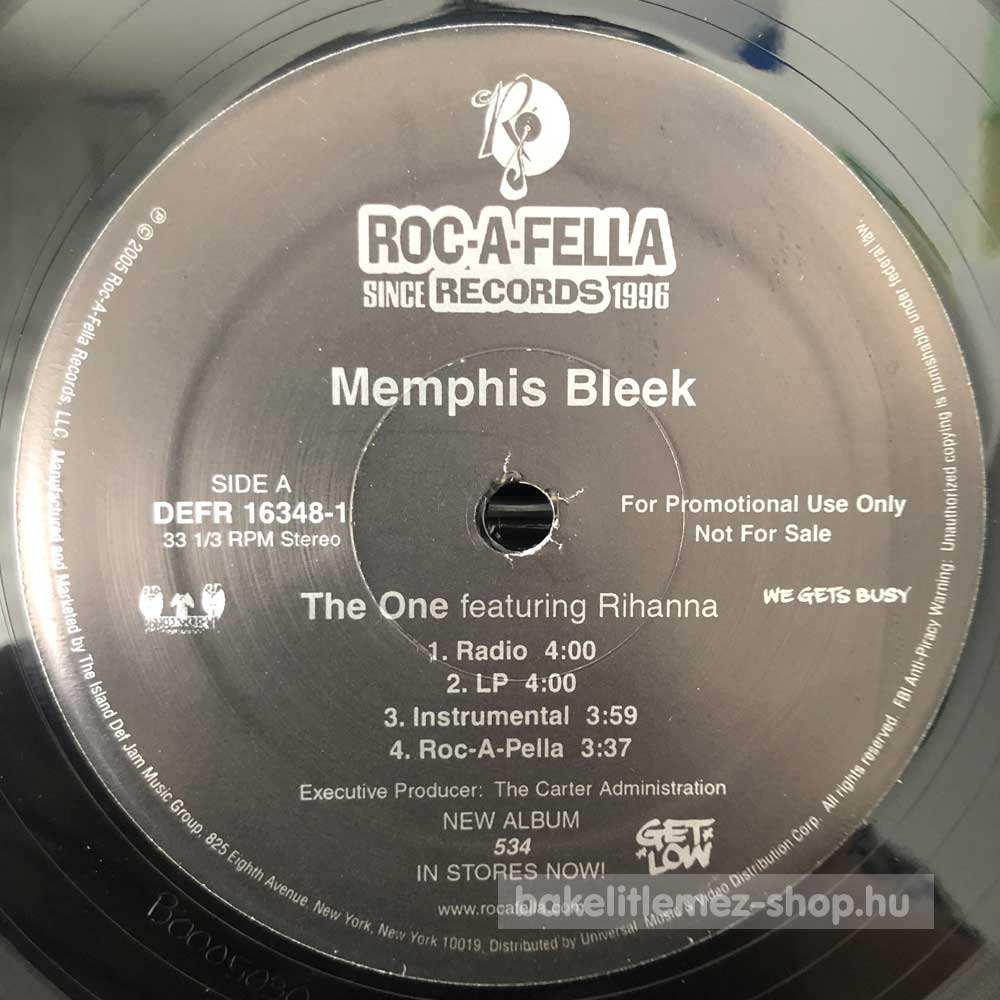 ROC-A-FELLA
SINCE RECORDS 1996
Memphis Bleek
SIDE A
DEFR 16348-1
33 1/3 RPM Stereo
For Promotional Use Only
Not For Sale
WE GETS BUSY
The One featuring Rihanna
1. Radio 4:00
2. LP 4:00
3. Instrumental 3:59
4. Roc-A-Pella 3:37
Executive Producer: The Carter Administration
NEW ALBUM
534
IN STORES NOW!
GET LOW
www.rocafella.com
℗ © 2005 Roc-A-Fella Records, LLC. Manufactured and Marketed by The Island Def Jam Music Group, 825 Eighth Avenue, New York, New York 10019, Distributed by Universal Music & Video Distribution Corp. All rights reserved. FBI Anti-Piracy Warning: Unauthorized copying is punishable under federal law.
bakelitlemez-shop.hu